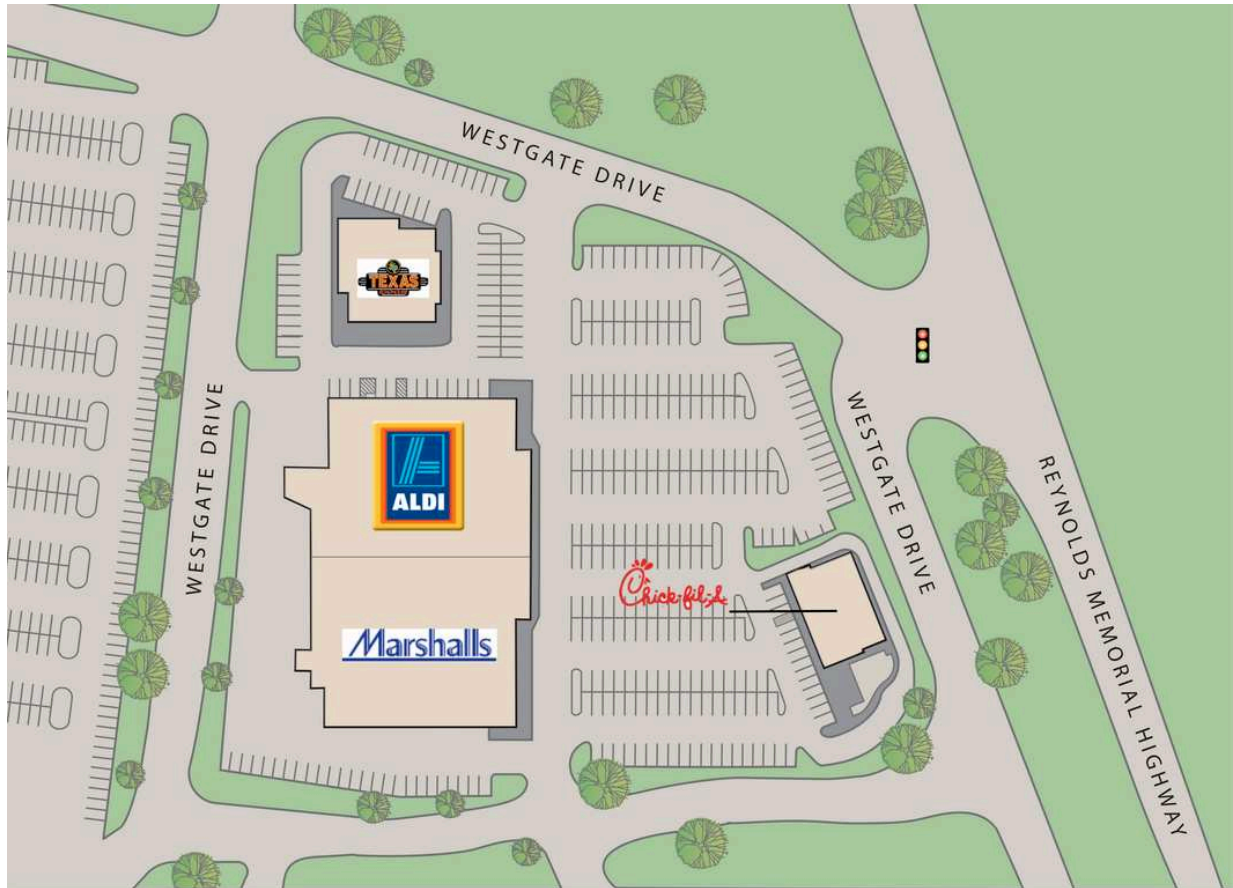 WESTGATE DRIVE
TEXAS
WESTGATE DRIVE
ALDI
WESTGATE DRIVE
REYNOLDS MEMORIAL HIGHWAY
Chick-fil-A
Marshalls